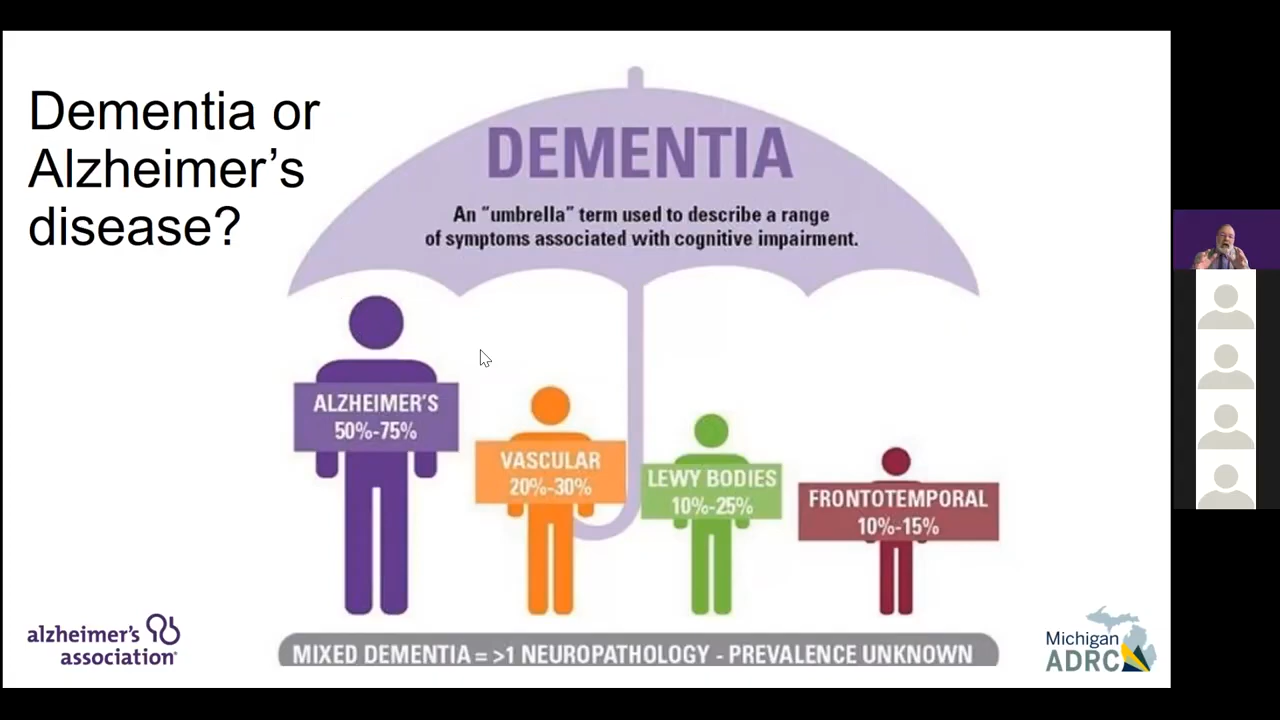 Dementia or
Alzheimer's
disease?
DEMENTIA
An "umbrella" term used to describe a range
of symptoms associated with cognitive impairment.
ALZHEIMER'S
50%-75%
VASCULAR
20%-30%
LEWY BODIES
10%-25%
FRONTOTEMPORAL
10%-15%
MIXED DEMENTIA = >1 NEUROPATHOLOGY - PREVALENCE UNKNOWN
alzheimer's
association®
Michigan
ADRC